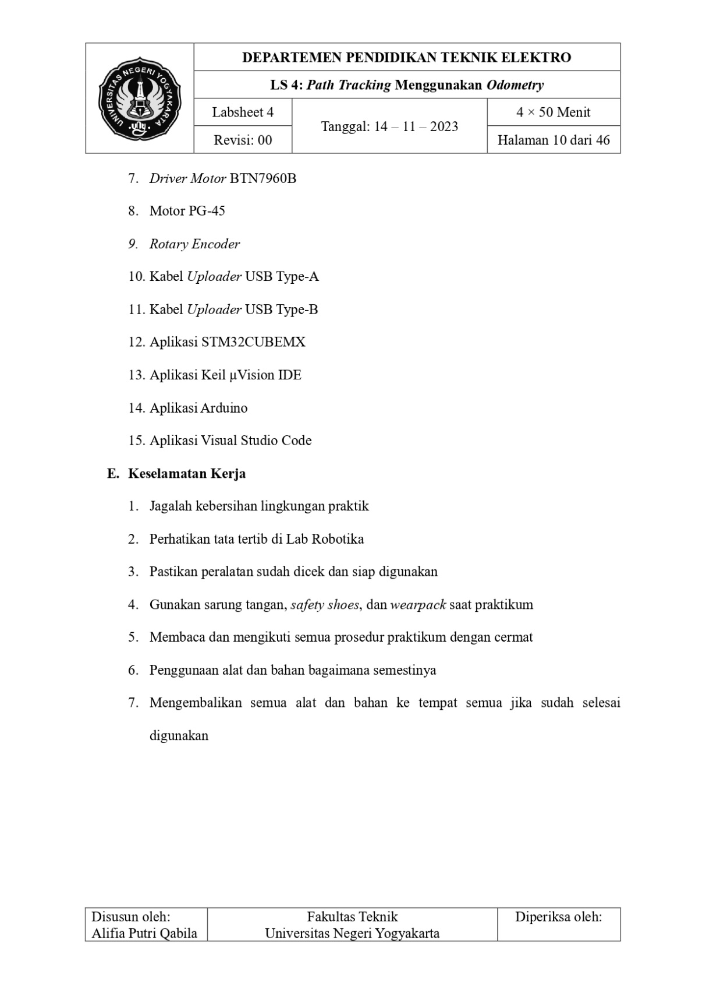 UNIVERSITAS NEGERI YOGYAKARTA
uny
DEPARTEMEN PENDIDIKAN TEKNIK ELEKTRO
LS 4: Path Tracking Menggunakan Odometry
Labsheet 4
Tanggal: 14 – 11 – 2023
4 × 50 Menit
Revisi: 00
Halaman 10 dari 46
7. Driver Motor BTN7960B
8. Motor PG-45
9. Rotary Encoder
10. Kabel Uploader USB Type-A
11. Kabel Uploader USB Type-B
12. Aplikasi STM32CUBEMX
13. Aplikasi Keil µVision IDE
14. Aplikasi Arduino
15. Aplikasi Visual Studio Code
E. Keselamatan Kerja
1. Jagalah kebersihan lingkungan praktik
2. Perhatikan tata tertib di Lab Robotika
3. Pastikan peralatan sudah dicek dan siap digunakan
4. Gunakan sarung tangan, safety shoes, dan wearpack saat praktikum
5. Membaca dan mengikuti semua prosedur praktikum dengan cermat
6. Penggunaan alat dan bahan bagaimana semestinya
7. Mengembalikan semua alat dan bahan ke tempat semua jika sudah selesai
digunakan
Disusun oleh:
Alifia Putri Qabila
Fakultas Teknik
Universitas Negeri Yogyakarta
Diperiksa oleh: